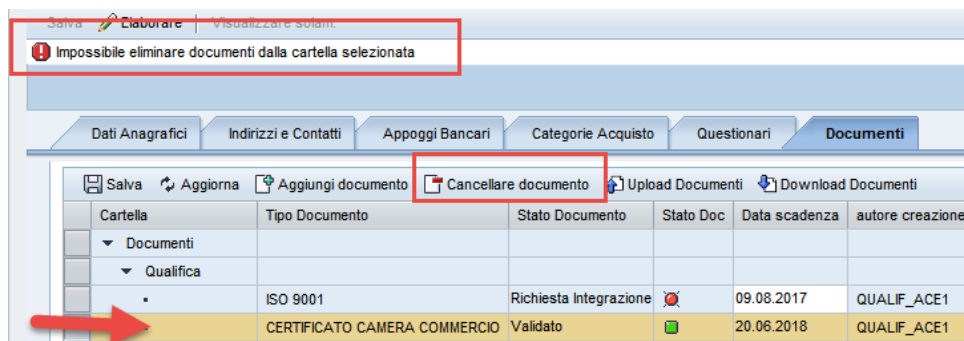 Salva Elaborare Visualizzare solam.
Impossibile eliminare documenti dalla cartella selezionata
Dati Anagrafici Indirizzi e Contatti Appoggi Bancari Categorie Acquisto Questionari Documenti
Salva Aggiorna Aggiungi documento Cancellare documento Upload Documenti Download Documenti
Cartella Tipo Documento Stato Documento Stato Doc Data scadenza autore creazione
Documenti
Qualifica
ISO 9001 Richiesta Integrazione 09.08.2017 QUALIF_ACE1
CERTIFICATO CAMERA COMMERCIO Validato 20.06.2018 QUALIF_ACE1